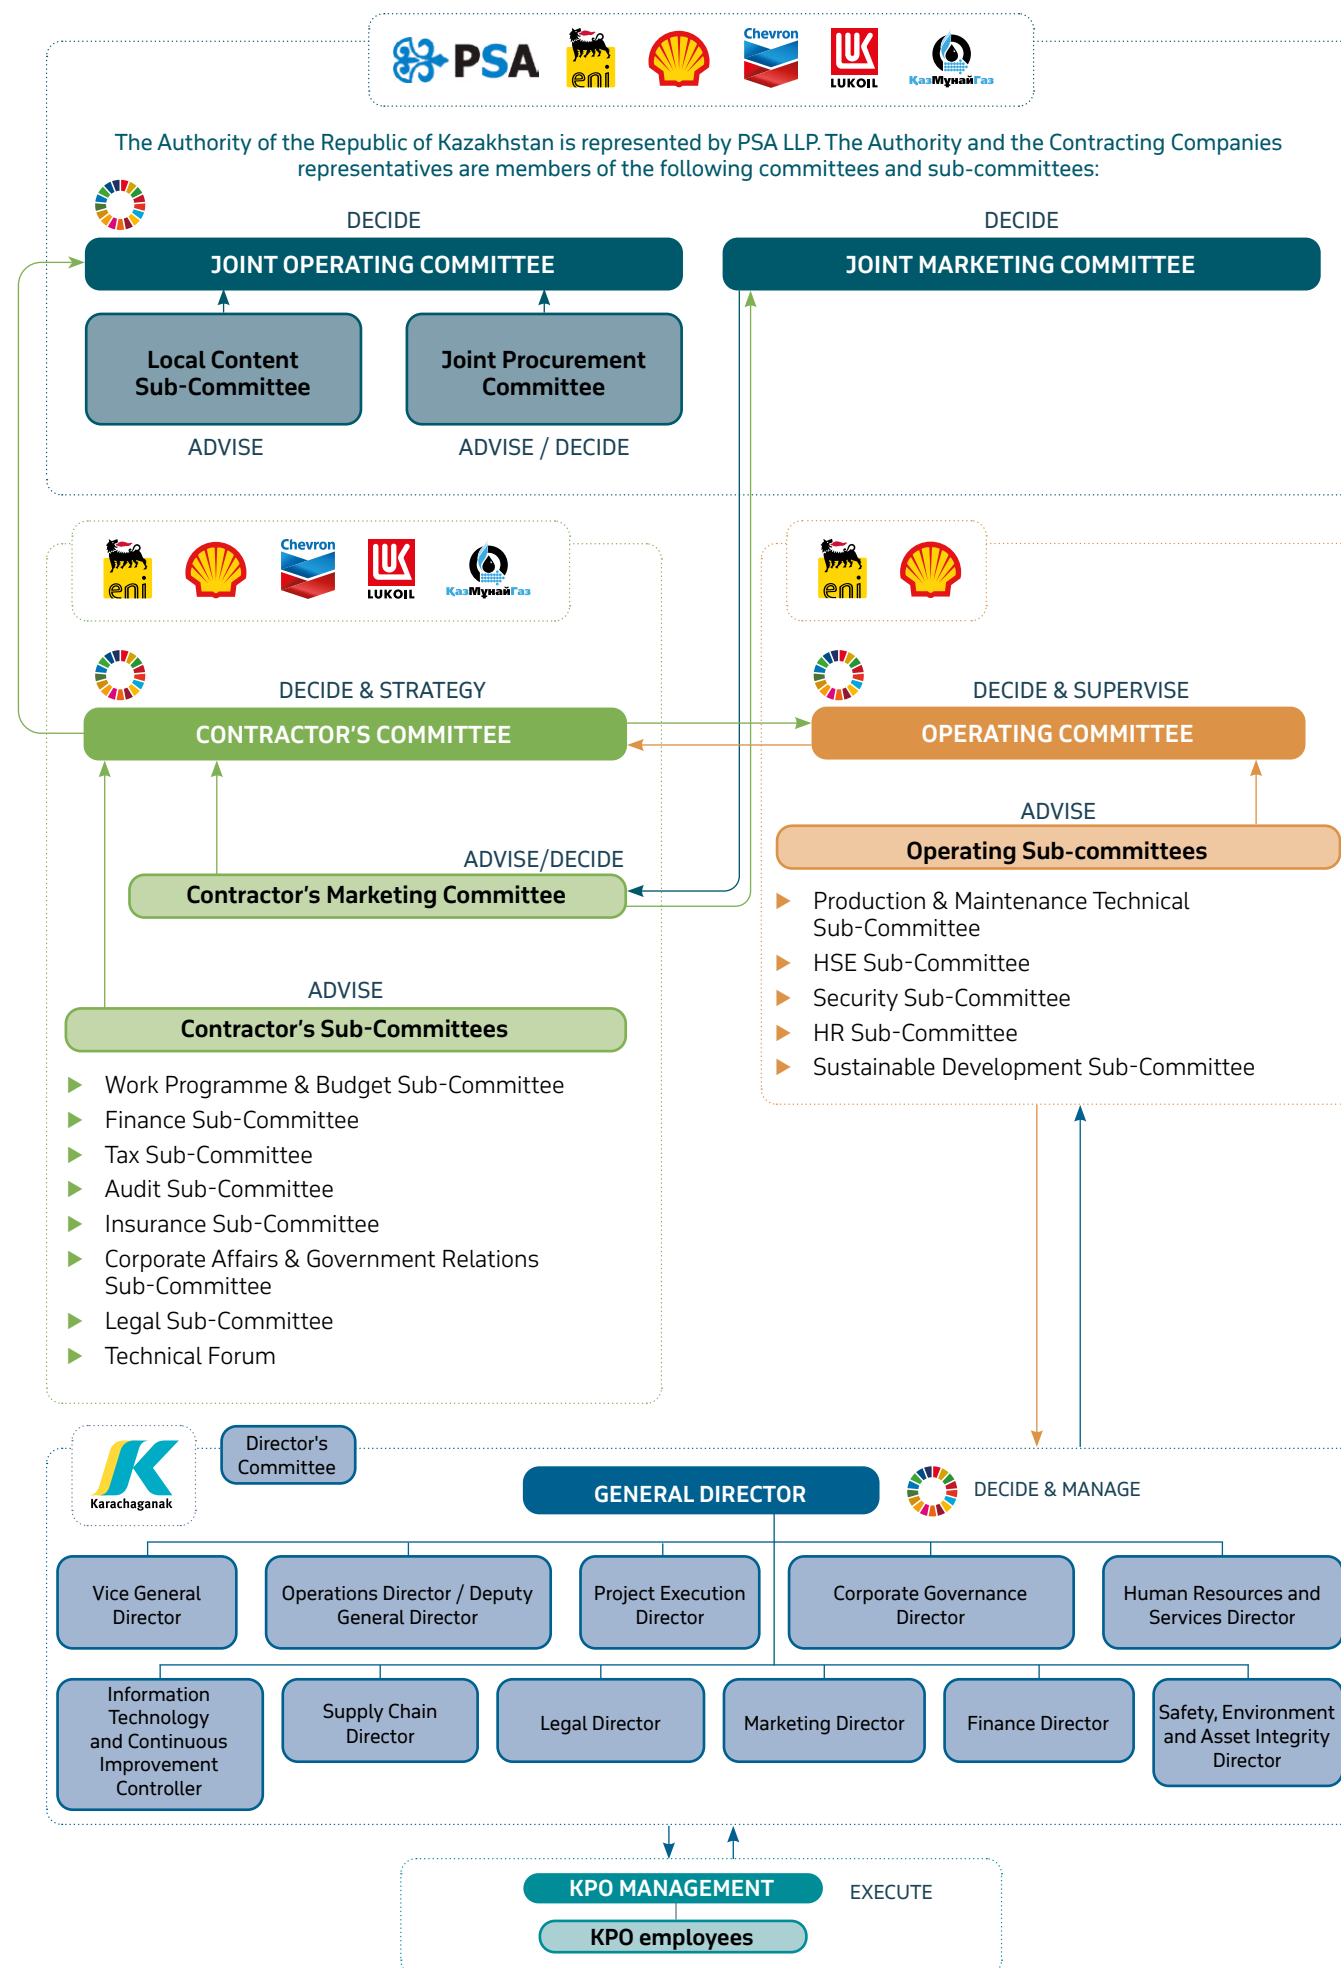 PSA
eni
Chevron
LUKOIL
ҚазМұнайГаз
The Authority of the Republic of Kazakhstan is represented by PSA LLP. The Authority and the Contracting Companies
representatives are members of the following committees and sub-committees:
DECIDE
JOINT OPERATING COMMITTEE
Local Content
Sub-Committee
ADVISE
Joint Procurement
Committee
ADVISE / DECIDE
DECIDE
JOINT MARKETING COMMITTEE
eni
Chevron
LUKOIL
ҚазМұнайГаз
DECIDE & STRATEGY
CONTRACTOR'S COMMITTEE
ADVISE/DECIDE
Contractor's Marketing Committee
ADVISE
Contractor's Sub-Committees
Work Programme & Budget Sub-Committee
Finance Sub-Committee
Tax Sub-Committee
Audit Sub-Committee
Insurance Sub-Committee
Corporate Affairs & Government Relations
Sub-Committee
Legal Sub-Committee
Technical Forum
eni
DECIDE & SUPERVISE
OPERATING COMMITTEE
ADVISE
Operating Sub-committees
Production & Maintenance Technical
Sub-Committee
HSE Sub-Committee
Security Sub-Committee
HR Sub-Committee
Sustainable Development Sub-Committee
Karachaganak
Director's
Committee
GENERAL DIRECTOR
DECIDE & MANAGE
Vice General
Director
Operations Director / Deputy
General Director
Project Execution
Director
Corporate Governance
Director
Human Resources and
Services Director
Information
Technology
and Continuous
Improvement
Controller
Supply Chain
Director
Legal Director
Marketing Director
Finance Director
Safety, Environment
and Asset Integrity
Director
KPO MANAGEMENT
EXECUTE
KPO employees